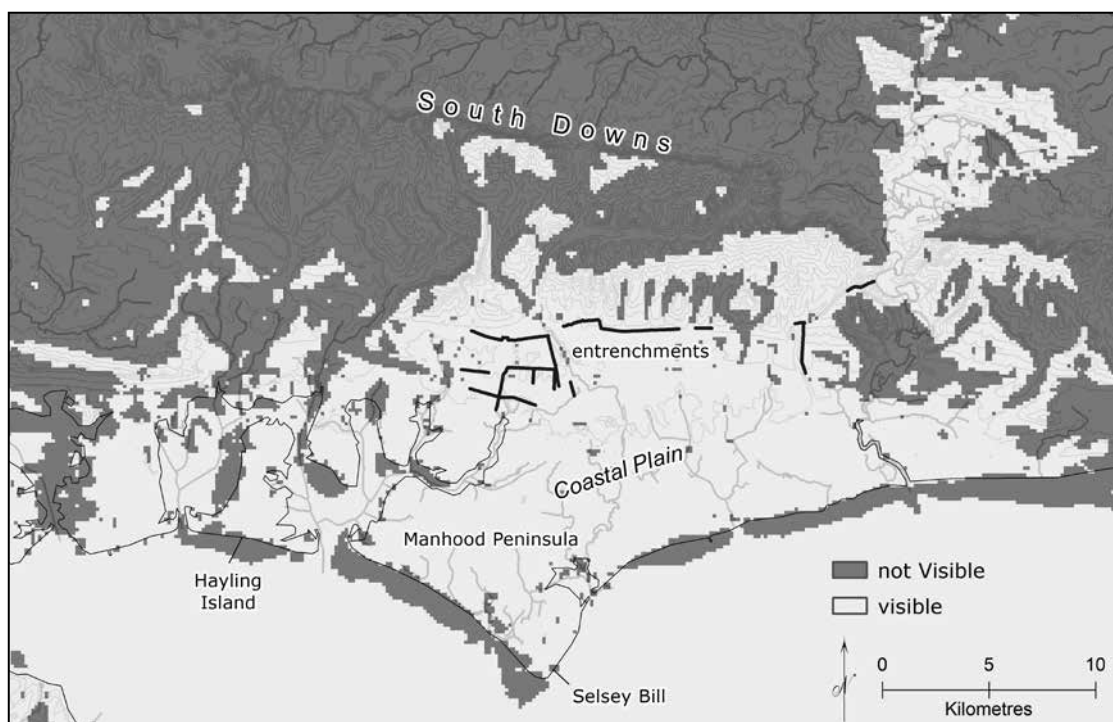 South Downs
entrenchments
Coastal Plain
Manhood Peninsula
Hayling
Island
Selsey Bill
not Visible
visible
N
0 5 10
Kilometres